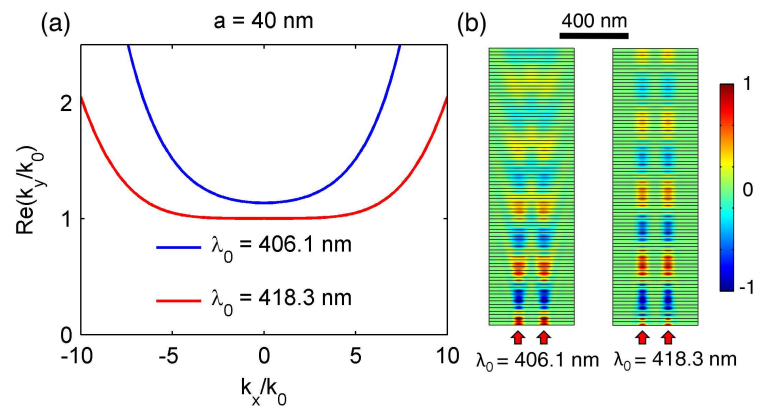 (a)
a = 40 nm
Re(k_y/k_0)
2
1
0
λ_0 = 406.1 nm
λ_0 = 418.3 nm
-10 -5 0 5 10
k_x/k_0
(b)
400 nm
1
0
-1
λ_0 = 406.1 nm λ_0 = 418.3 nm